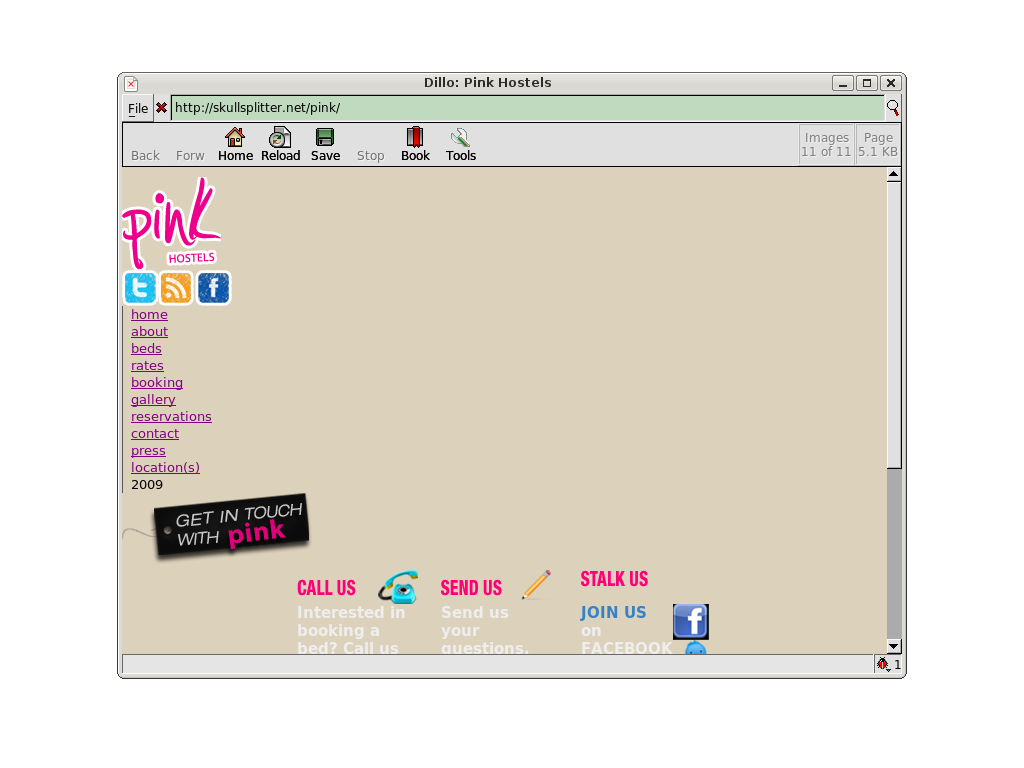 Dillo: Pink Hostels
File
http://skullsplitter.net/pink/
Back Forw Home Reload Save Stop Book Tools
Images
11 of 11
Page
5.1 KB
pink
HOSTELS
home
about
beds
rates
booking
gallery
reservations
contact
press
location(s)
2009
GET IN TOUCH
WITH pink
CALL US
Interested in
booking a
bed? Call us
SEND US
Send us
your
questions.
STALK US
JOIN US
on
FACEBOOK
1